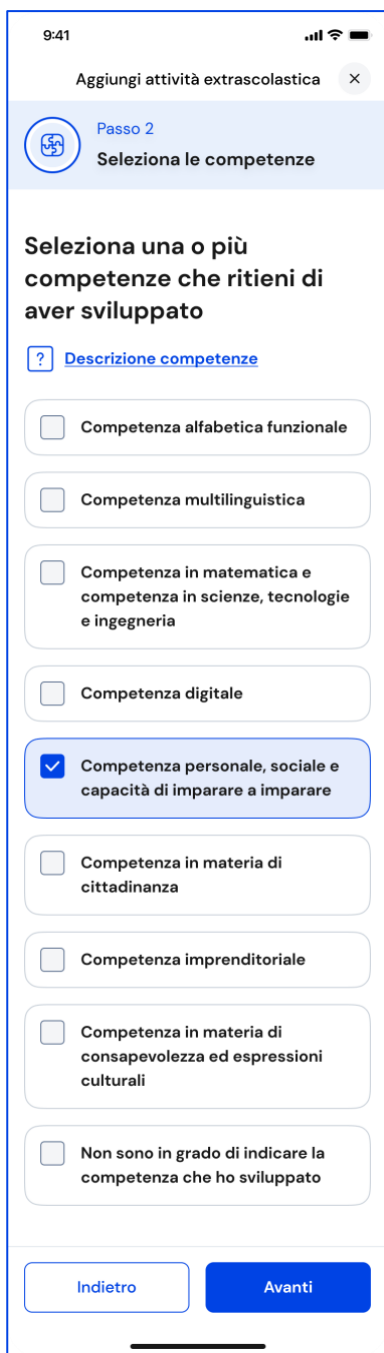 9:41
Aggiungi attività extrascolastica
Passo 2
Seleziona le competenze
Seleziona una o più
competenze che ritieni di
aver sviluppato
? Descrizione competenze
Competenza alfabetica funzionale
Competenza multilinguistica
Competenza in matematica e
competenza in scienze, tecnologie
e ingegneria
Competenza digitale
Competenza personale, sociale e
capacità di imparare a imparare
Competenza in materia di
cittadinanza
Competenza imprenditoriale
Competenza in materia di
consapevolezza ed espressioni
culturali
Non sono in grado di indicare la
competenza che ho sviluppato
Indietro
Avanti